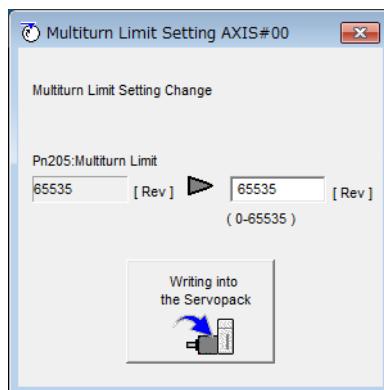 Multiturn Limit Setting AXIS#00
Multiturn Limit Setting Change
Pn205:Multiturn Limit
65535 [ Rev ] 65535 [ Rev ]
( 0-65535 )
Writing into
the Servopack